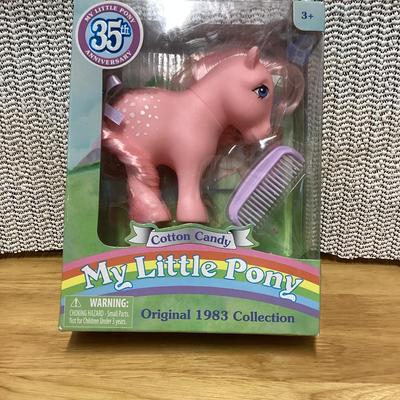 MY LITTLE PONY
35th
ANNIVERSARY
3+
Cotton Candy
My Little Pony
WARNING:
CHOKING HAZARD - Small Parts.
Not for Children Under 3 years.
Original 1983 Collection